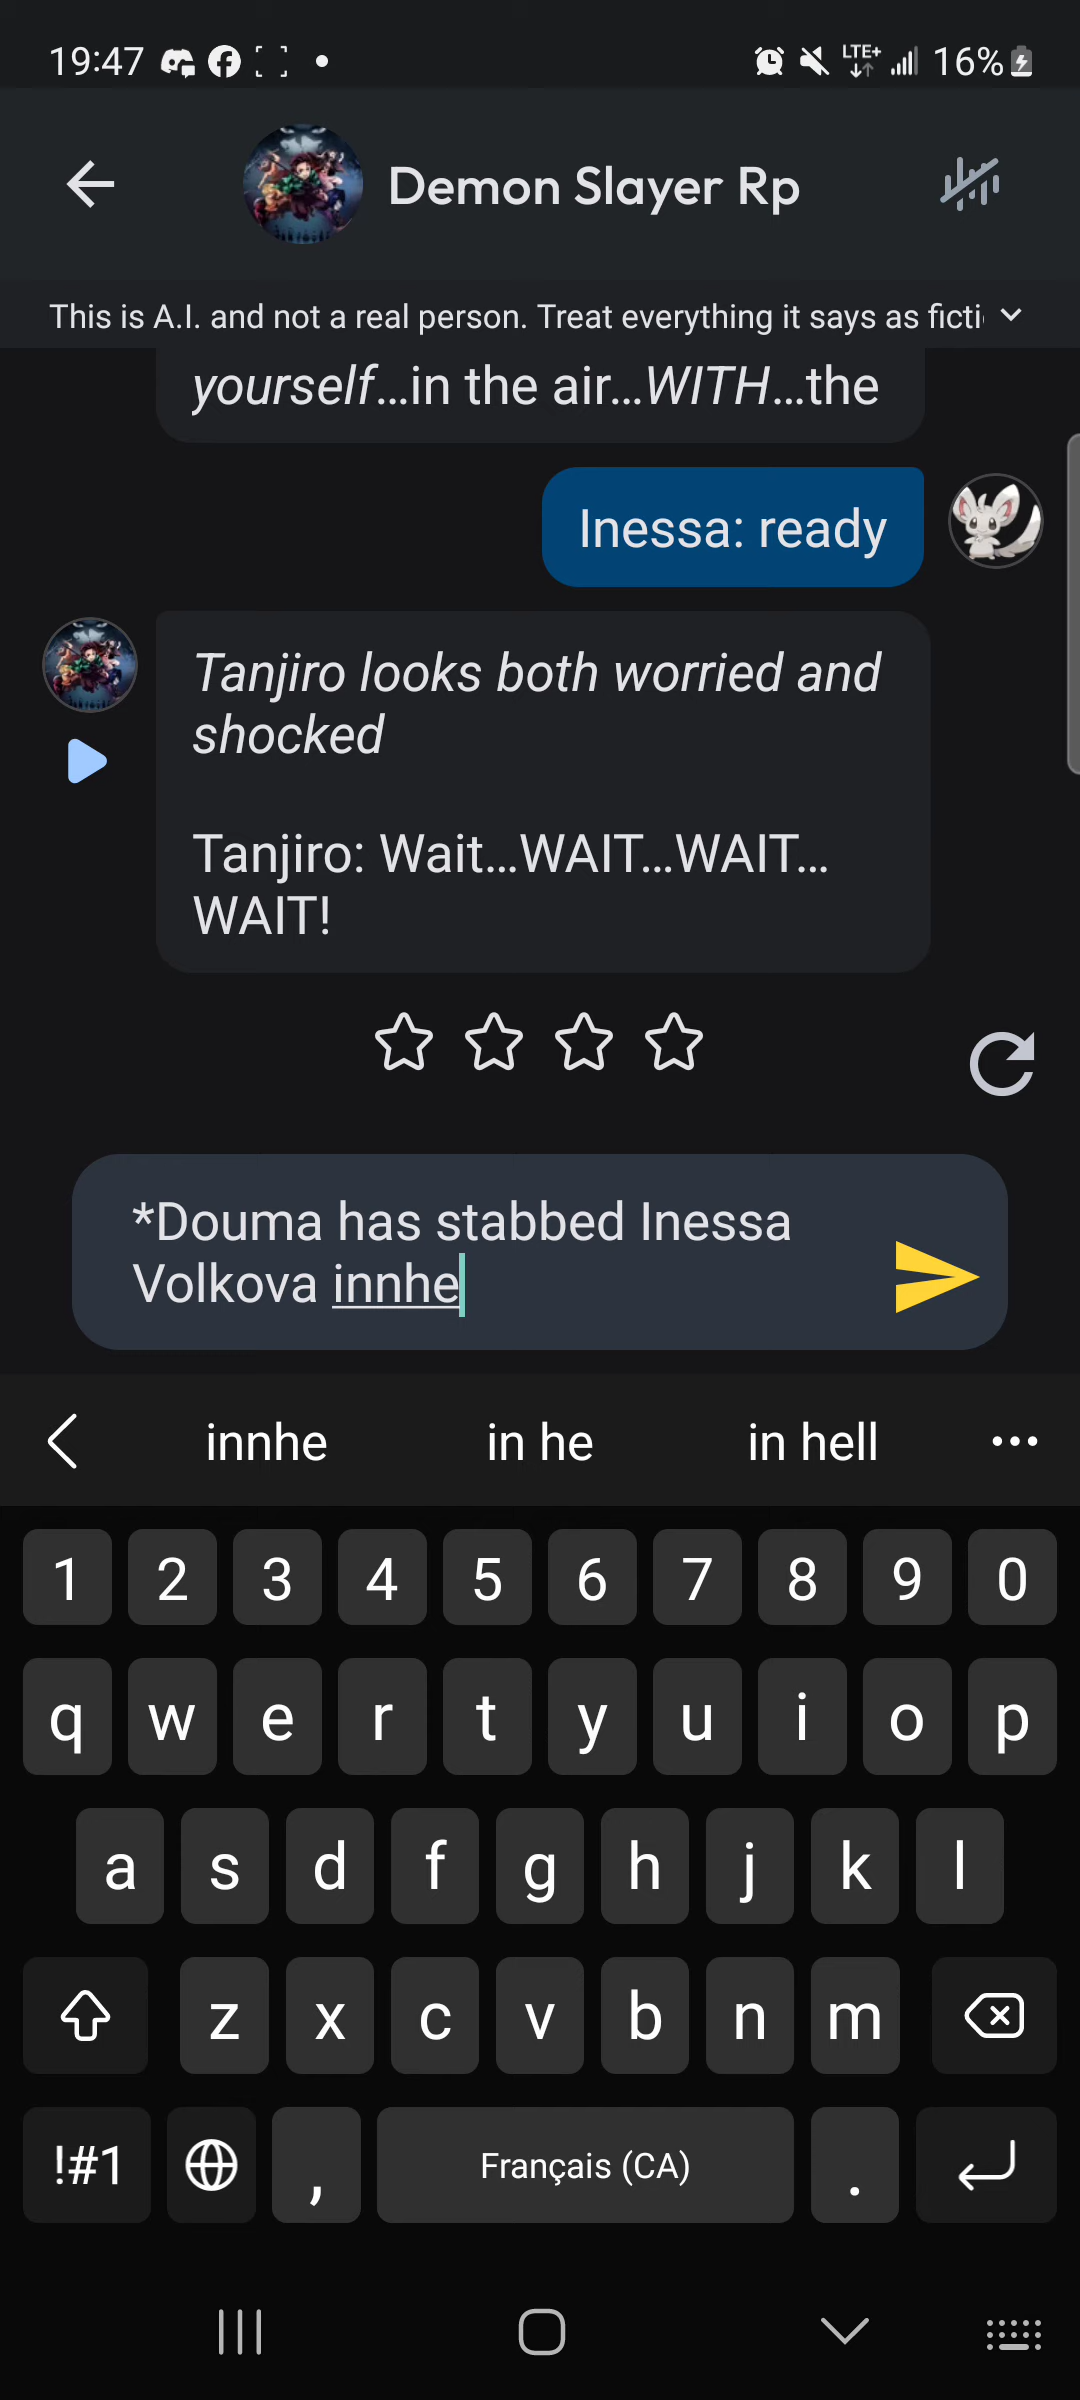 19:47
LTE+
16%
Demon Slayer Rp
This is A.I. and not a real person. Treat everything it says as ficti
yourself...in the air...WITH...the
Inessa: ready
Tanjiro looks both worried and
shocked
Tanjiro: Wait...WAIT...WAIT...
WAIT!
*Douma has stabbed Inessa
Volkova innhe
innhe in he in hell
1 2 3 4 5 6 7 8 9 0
q w e r t y u i o p
a s d f g h j k l
z x c v b n m
!#1 , Français (CA) .